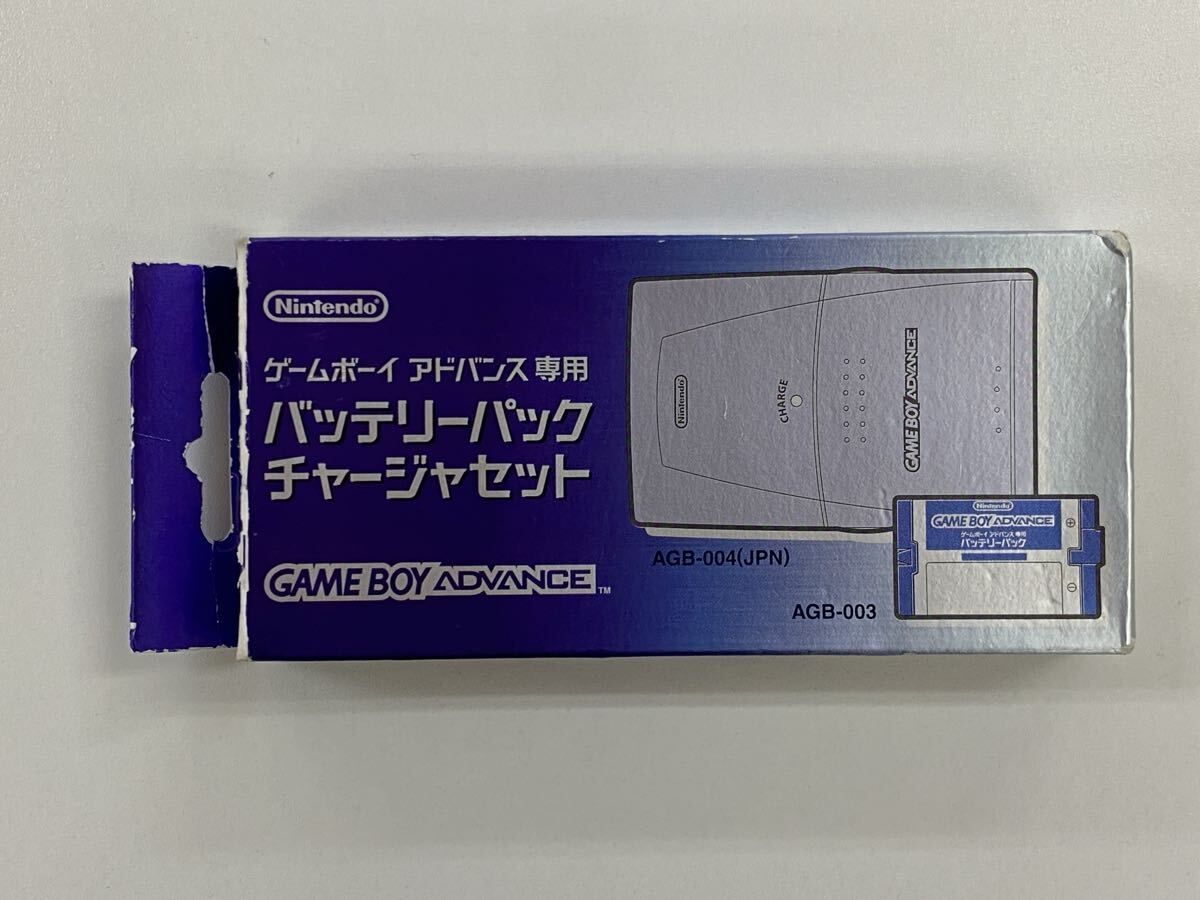 Nintendo®
ゲームボーイ アドバンス 専用
バッテリーパック
チャージャセット
GAME BOY ADVANCE™
Nintendo
CHARGE
GAME BOY ADVANCE
AGB-004(JPN)
Nintendo
GAME BOY ADVANCE
ゲームボーイ アドバンス 専用
バッテリーパック
AGB-003